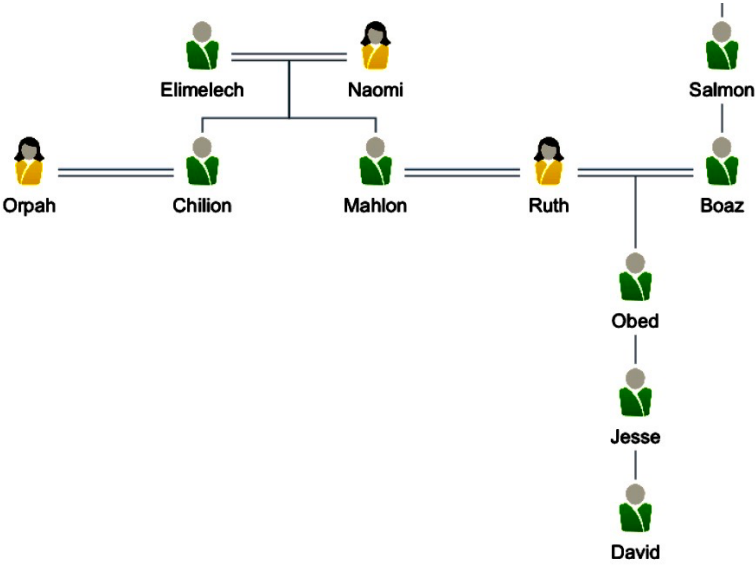 Elimelech
Naomi
Salmon
Orpah
Chilion
Mahlon
Ruth
Boaz
Obed
Jesse
David